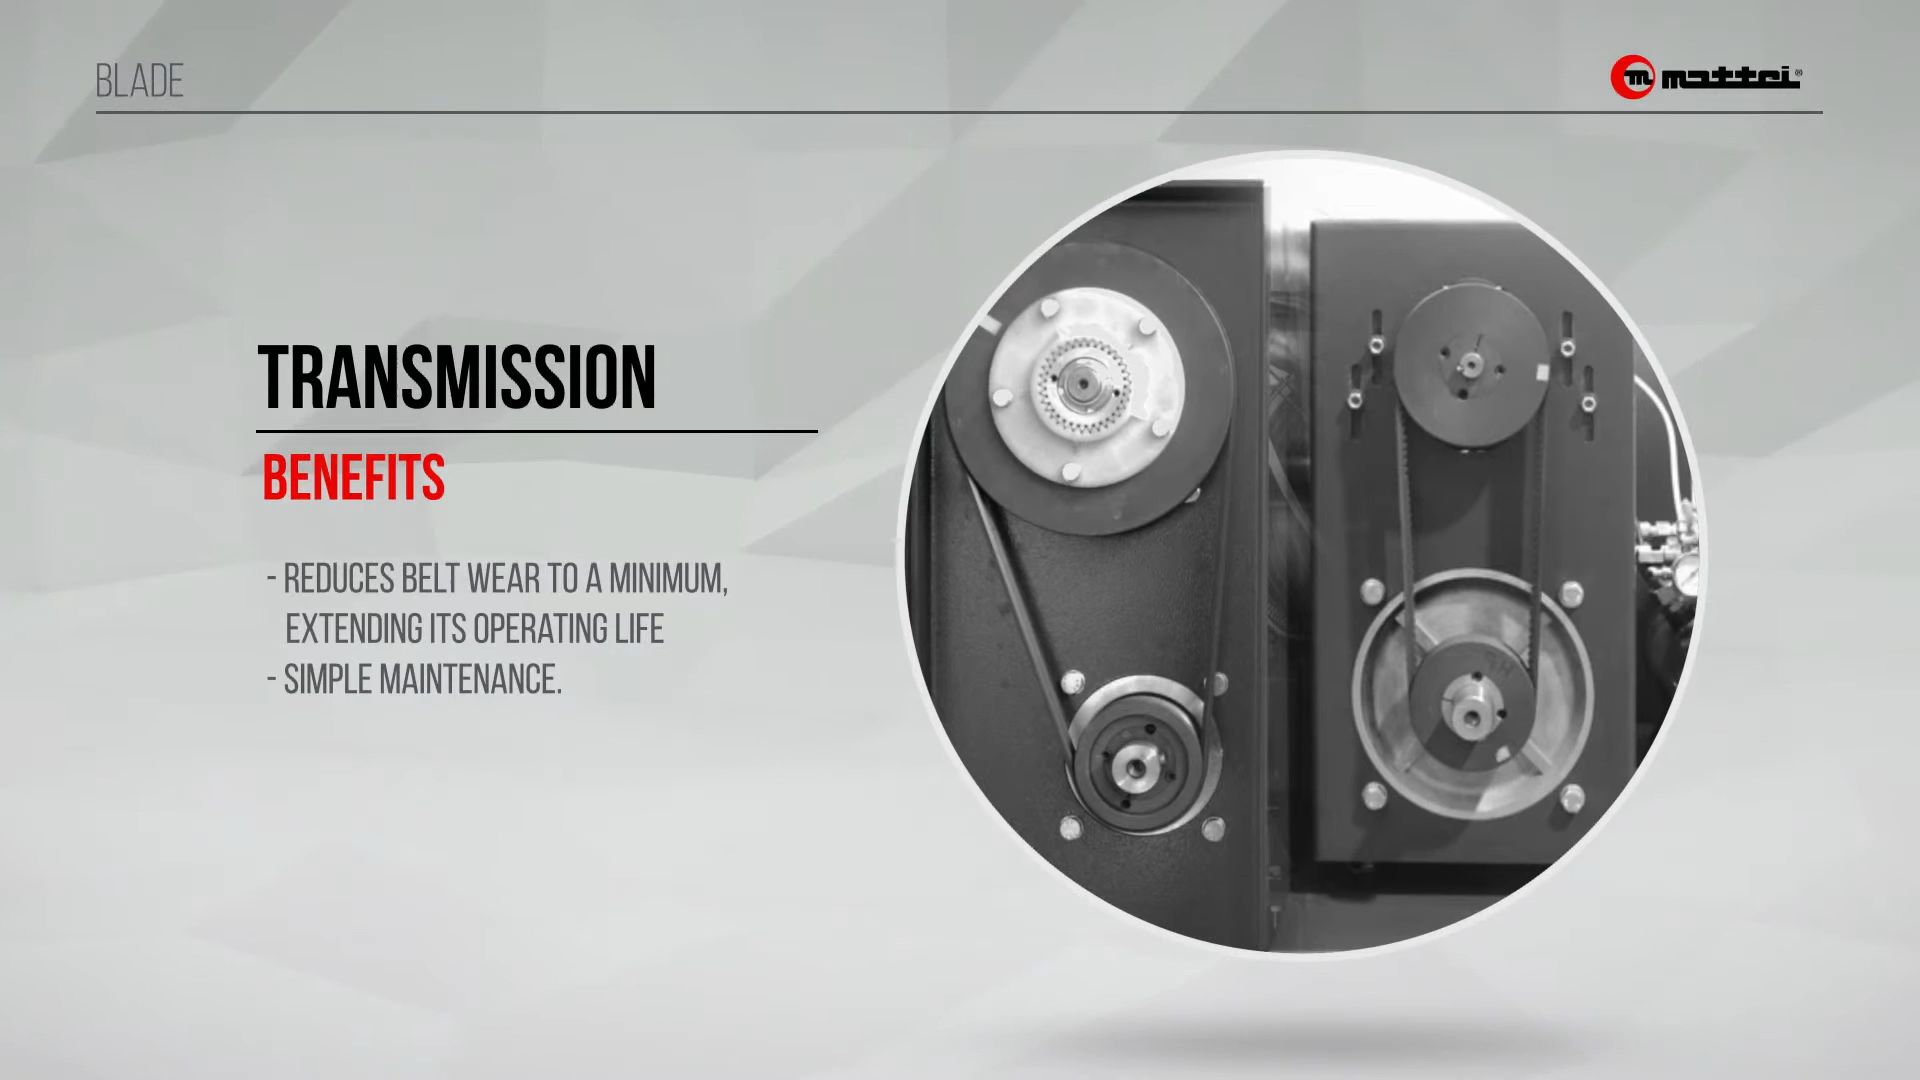 BLADE
m mattei®
TRANSMISSION
BENEFITS
- REDUCES BELT WEAR TO A MINIMUM,
EXTENDING ITS OPERATING LIFE
- SIMPLE MAINTENANCE.